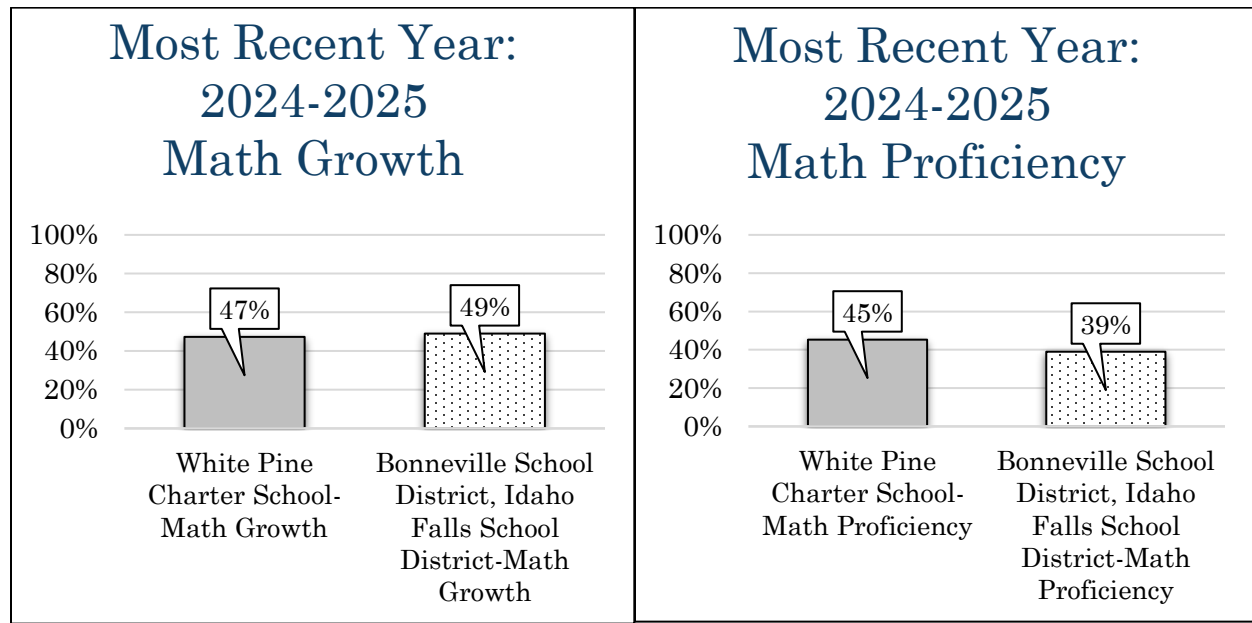 Most Recent Year:
2024-2025
Math Growth
100%
80%
60%
40%
20%
0%
47%
49%
White Pine
Charter School-
Math Growth
Bonneville School
District, Idaho
Falls School
District-Math
Growth
Most Recent Year:
2024-2025
Math Proficiency
100%
80%
60%
40%
20%
0%
45%
39%
White Pine
Charter School-
Math Proficiency
Bonneville School
District, Idaho
Falls School
District-Math
Proficiency